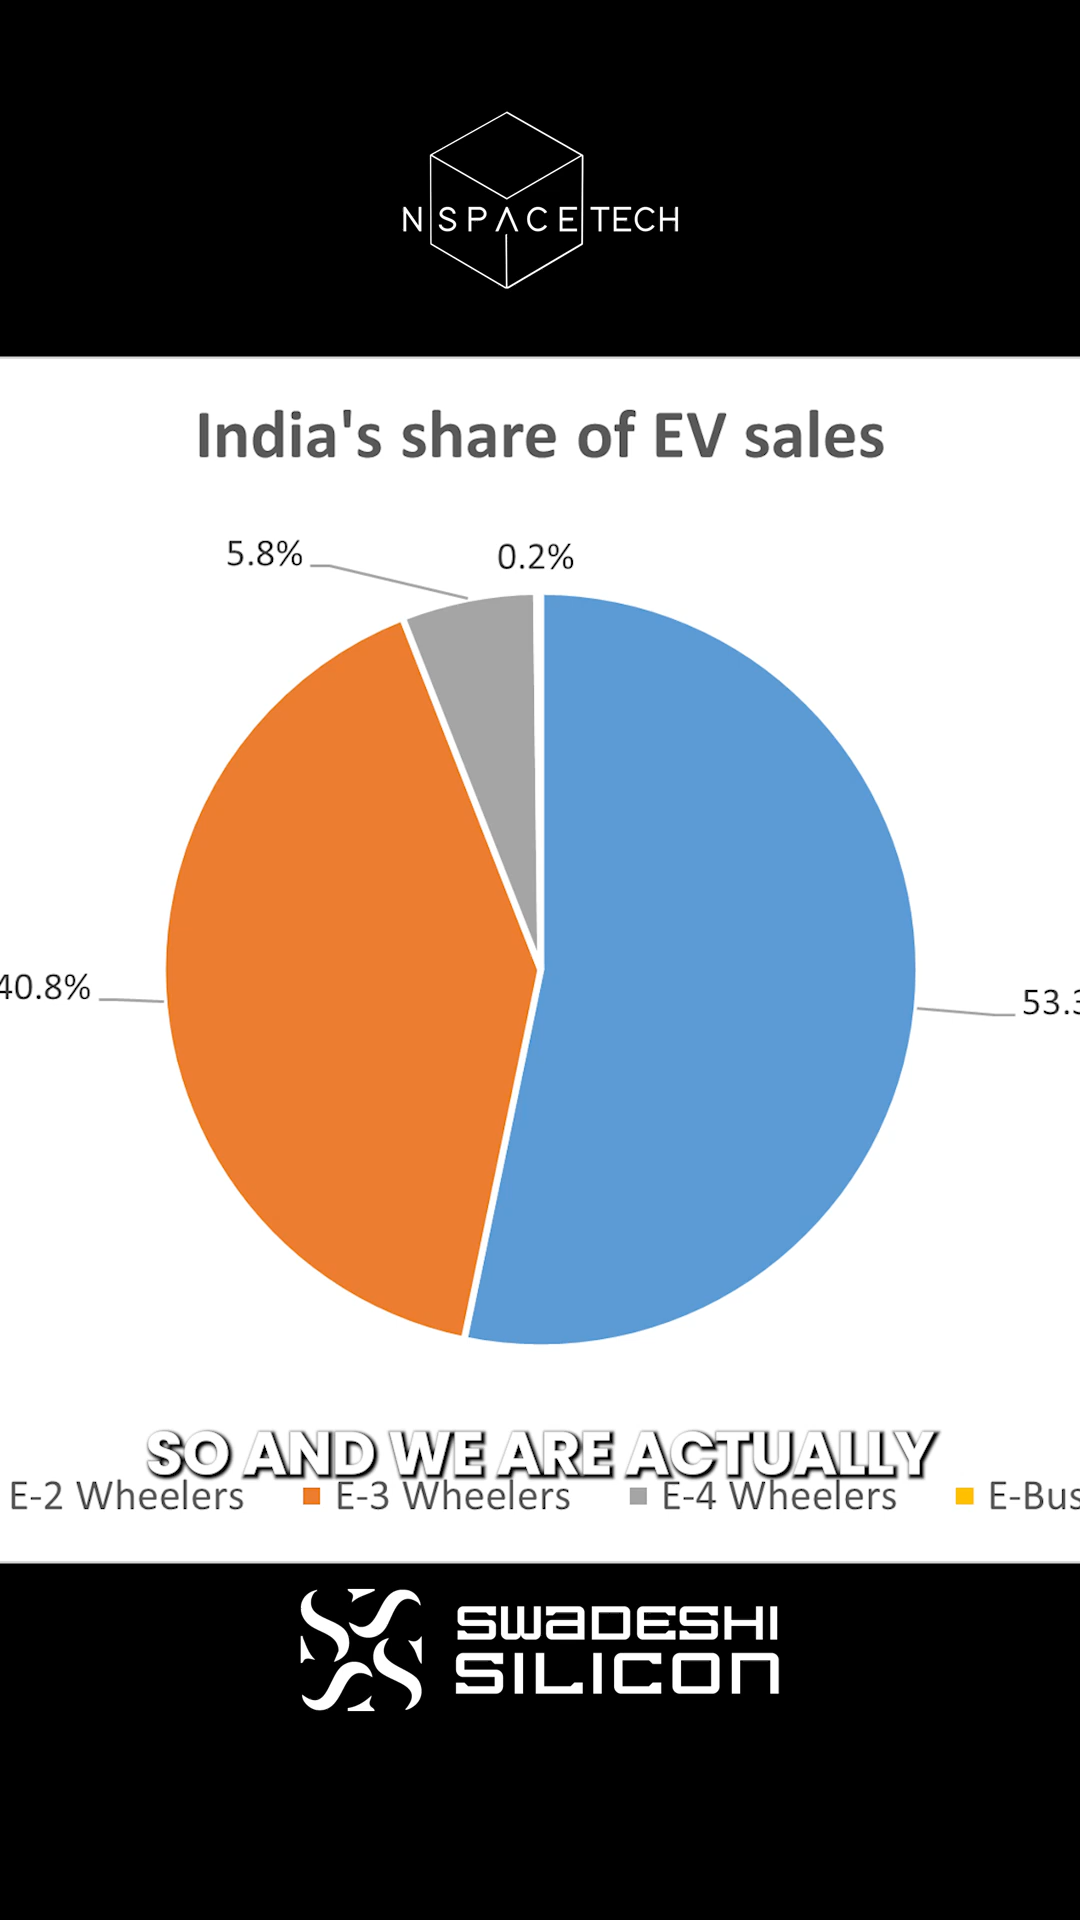 NSPACETECH
India's share of EV sales
5.8%
0.2%
40.8%
53.3
SO AND WE ARE ACTUALLY
E-2 Wheelers E-3 Wheelers E-4 Wheelers E-Bus
SWADESHI
SILICON